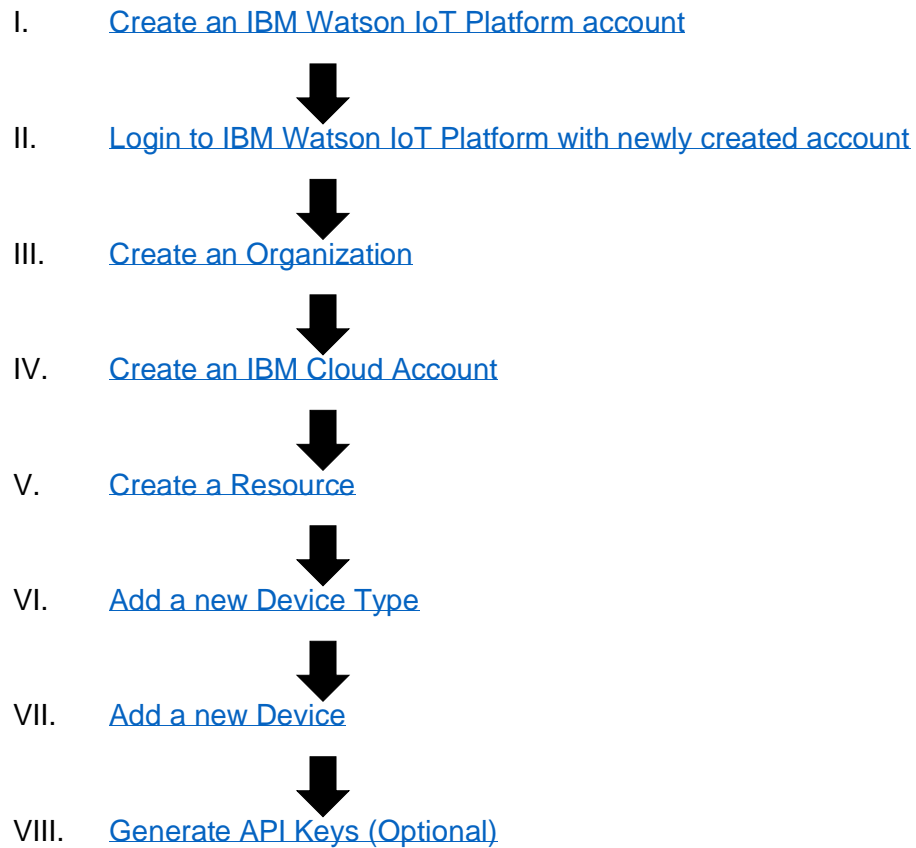 I. Create an IBM Watson IoT Platform account
II. Login to IBM Watson IoT Platform with newly created account
III. Create an Organization
IV. Create an IBM Cloud Account
V. Create a Resource
VI. Add a new Device Type
VII. Add a new Device
VIII. Generate API Keys (Optional)